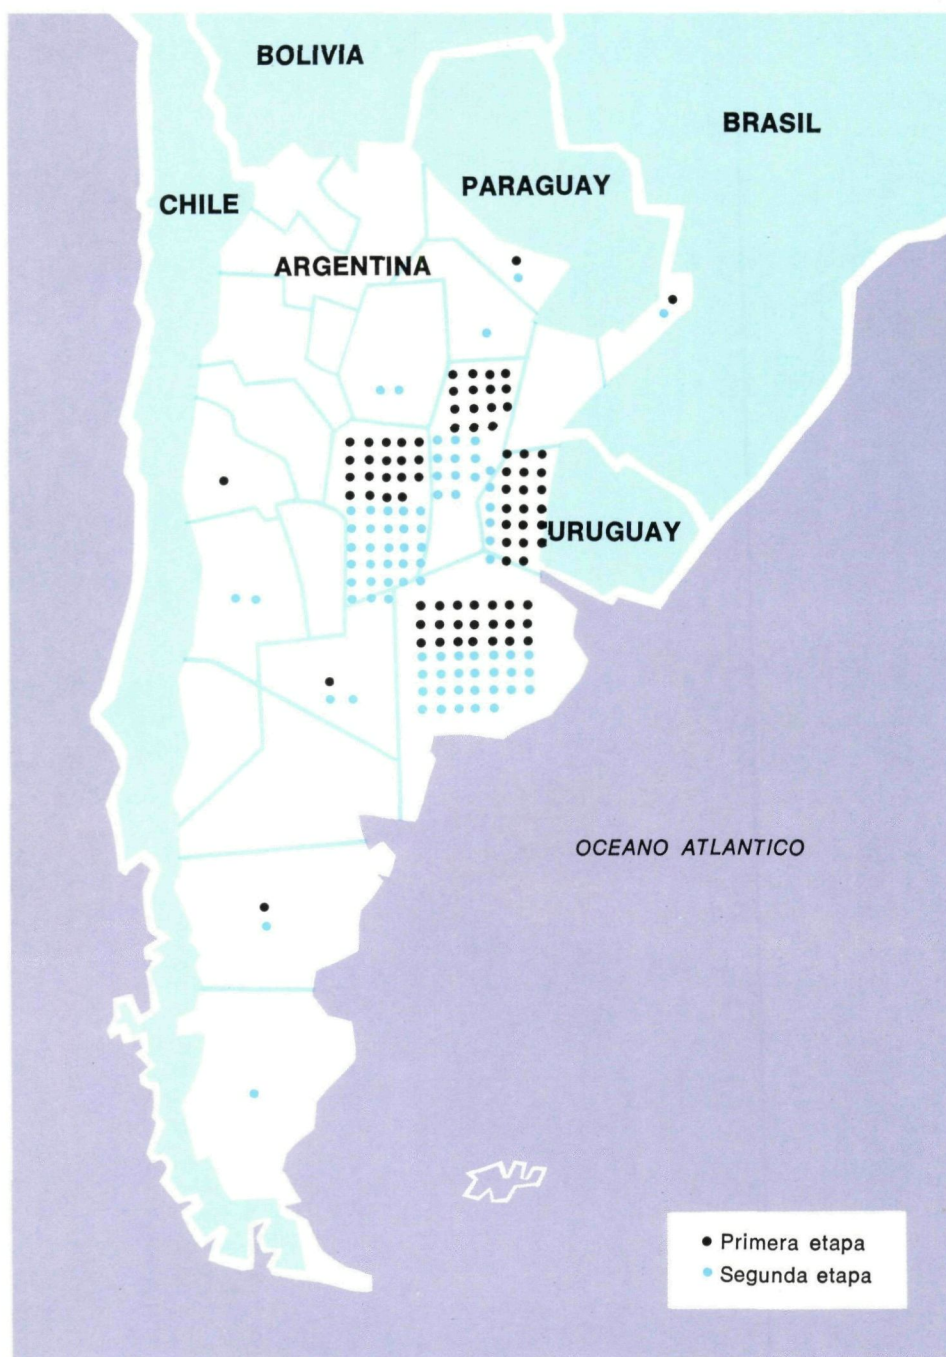 BOLIVIA
BRASIL
PARAGUAY
CHILE
ARGENTINA
URUGUAY
OCEANO ATLANTICO
Primera etapa
Segunda etapa